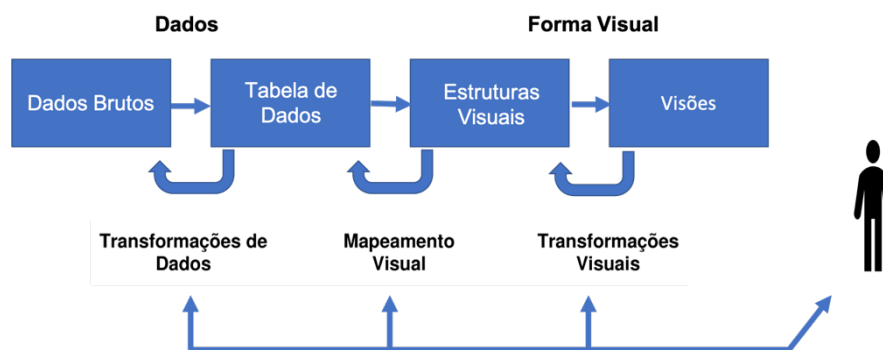 Dados
Forma Visual
Dados Brutos
Tabela de
Dados
Estruturas
Visuais
Visões
Transformações de
Dados
Mapeamento
Visual
Transformações
Visuais